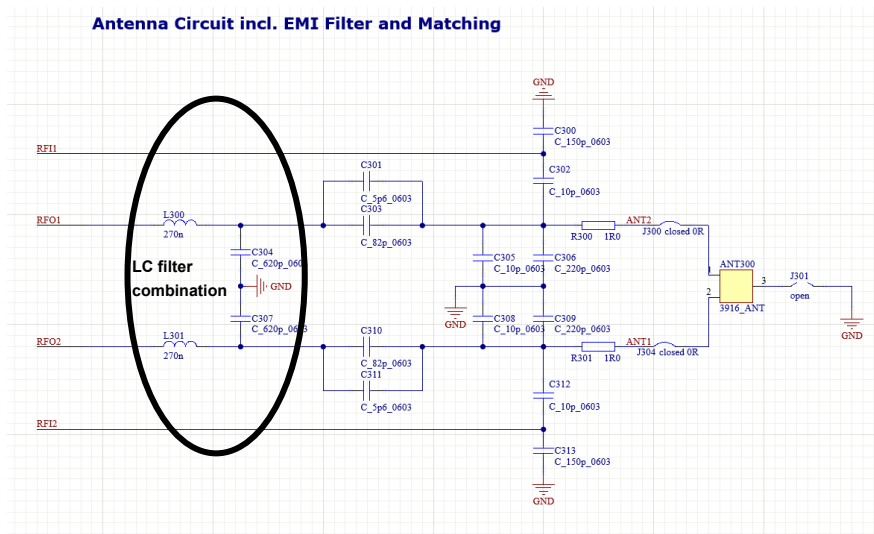 Antenna Circuit incl. EMI Filter and Matching
GND
C300
C_150p_0603
RFI1
C301
C302
C_5p6_0603
C_10p_0603
C303
RFO1
L300
C_82p_0603
ANT2
270n
R300 1R0
J300 closed 0R
C304
C_620p_060
C305
C306
C_10p_0603
C_220p_0603
LC filter
combination
GND
ANT300
1
2
3
3916_ANT
J301
open
GND
GND
C307
C_620p_0603
C308
C309
C_10p_0603
C_220p_0603
RFO2
L301
270n
C310
C_82p_0603
C311
C_5p6_0603
R301 1R0
ANT1
J304 closed 0R
C312
C_10p_0603
RFI2
C313
C_150p_0603
GND